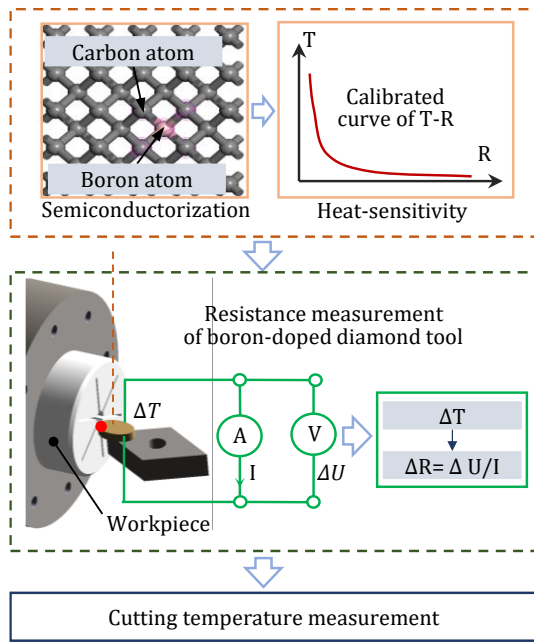 Carbon atom
Boron atom
Semiconductorization
T
Calibrated
curve of T-R
R
Heat-sensitivity
Resistance measurement
of boron-doped diamond tool
ΔT
A
V
I
ΔU
Workpiece
ΔT
ΔR= Δ U/I
Cutting temperature measurement